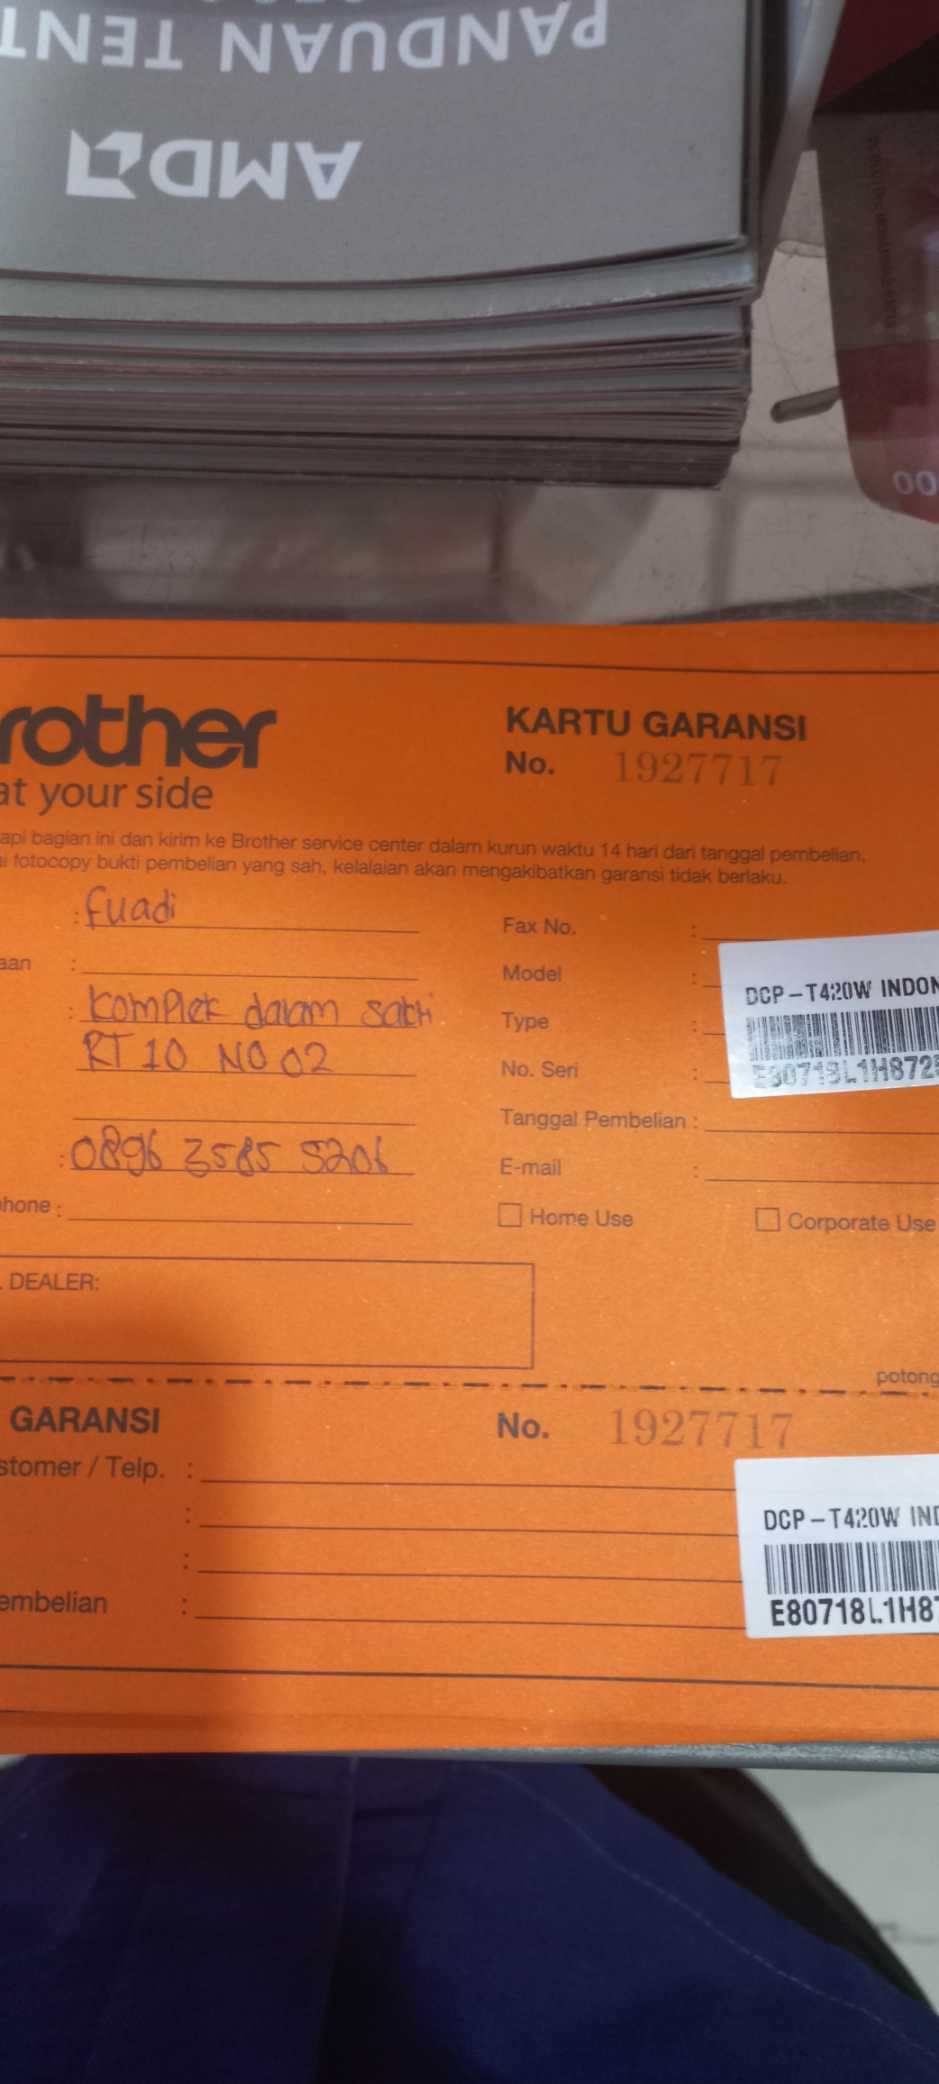 PANDUAN TENT
AMD
00
rother
at your side
KARTU GARANSI
No. 1927717
api bagian ini dan kirim ke Brother service center dalam kurun waktu 14 hari dari tanggal pembelian,
i fotocopy bukti pembelian yang sah, kelalaian akan mengakibatkan garansi tidak berlaku.
: fuadi
Fax No. :
aan :
Model :
DCP-T420W INDON
: Komplek dalam
Type :
RT 10 NO 02
No. Seri :
E80718L1H872
Tanggal Pembelian :
: 0896 3585 5206
E-mail :
hone :
Home Use
Corporate Use
. DEALER:
potong
GARANSI
No. 1927717
stomer / Telp. :
:
:
embelian :
DCP-T420W IND
E80718L1H87